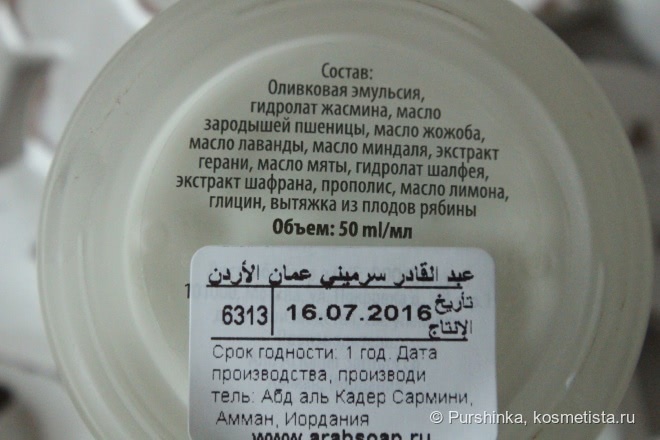 Состав:
Оливковая эмульсия,
гидролат жасмина, масло
зародышей пшеницы, масло жожоба,
масло лаванды, масло миндаля, экстракт
герани, масло мяты, гидролат шалфея,
экстракт шафрана, прополис, масло лимона,
глицин, вытяжка из плодов рябины
Объем: 50 ml/мл
عبد القادر سرميني عمان الأردن
6313 16.07.2016 تأريخ
الإنتاج
Срок годности: 1 год. Дата
производства, производи
тель: Абд аль Кадер Сармини,
Амман, Иордания
www.arabsoap.ru
© Purshinka, kosmetista.ru